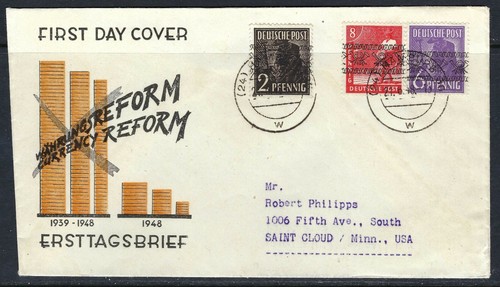 FIRST DAY COVER
WÄHRUNGSREFORM
CURRENCY REFORM
1939 - 1948
1948
ERSTTAGSBRIEF
DEUTSCHE POST
2 PFENNIG
8
DEUTSCHE POST
DEUTSCHE POST
6 PFENNIG
(24)
w
w
Mr.
Robert Philipps
1006 Fifth Ave., South
SAINT CLOUD / Minn., USA